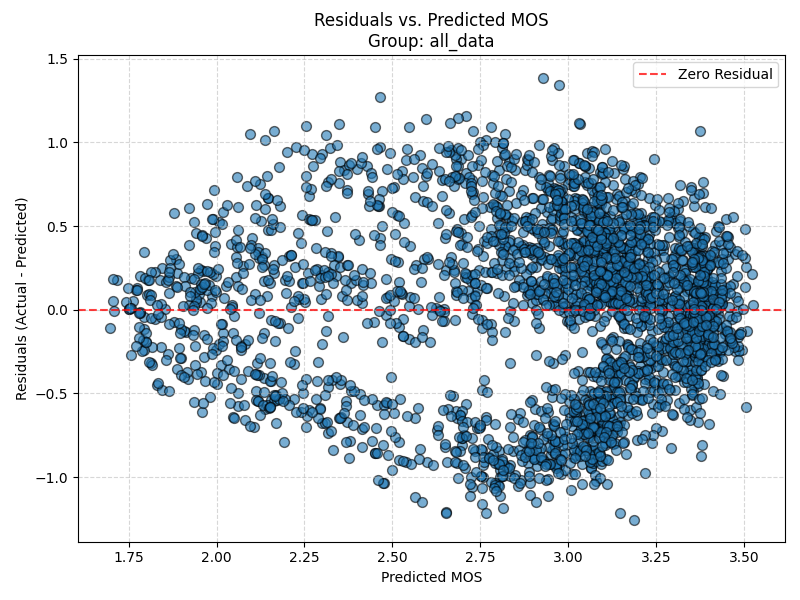 Residuals vs. Predicted MOS
Group: all_data
Zero Residual
Residuals (Actual - Predicted)
1.5
1.0
0.5
0.0
−0.5
−1.0
1.75 2.00 2.25 2.50 2.75 3.00 3.25 3.50
Predicted MOS